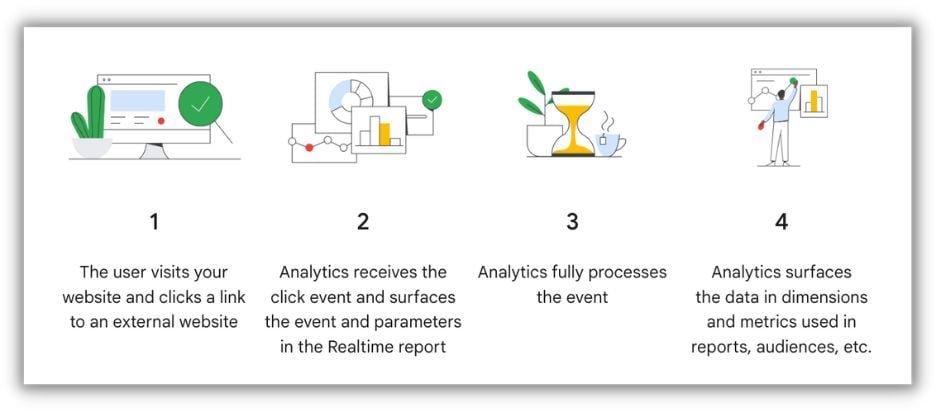 1
The user visits your
website and clicks a link
to an external website
2
Analytics receives the
click event and surfaces
the event and parameters
in the Realtime report
3
Analytics fully processes
the event
4
Analytics surfaces
the data in dimensions
and metrics used in
reports, audiences, etc.